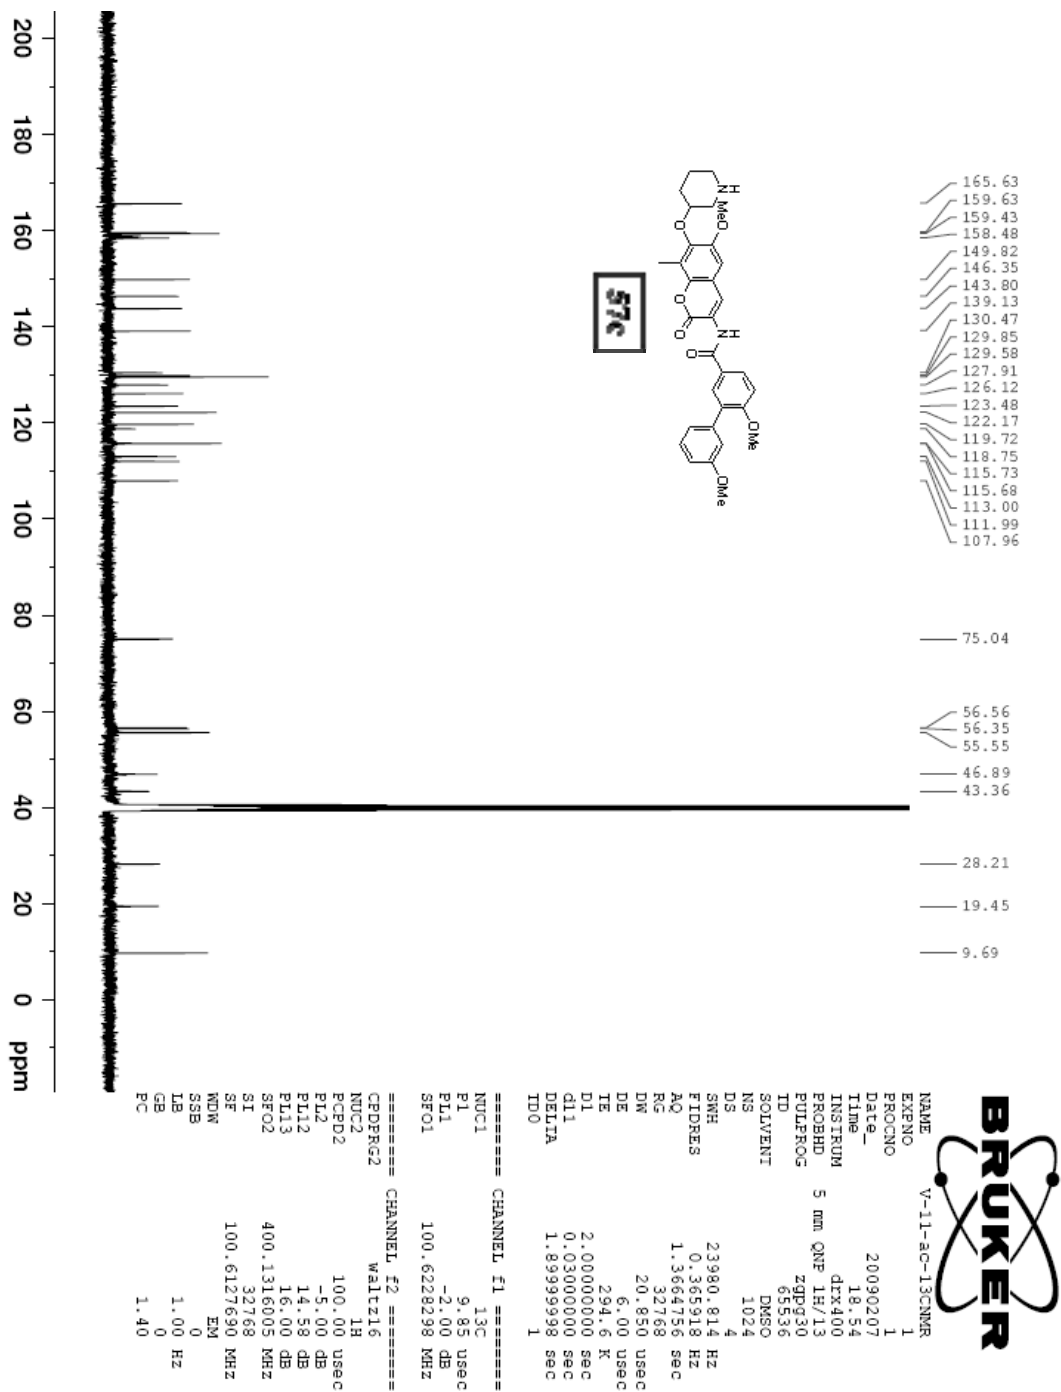 165.63
159.63
159.43
158.48
149.82
146.35
143.80
139.13
130.47
129.85
129.58
127.91
126.12
123.48
122.17
119.72
118.75
115.73
115.68
113.00
111.99
107.96
75.04
56.56
56.35
55.55
46.89
43.36
28.21
19.45
9.69
H
N
MeO
O
O
O
O
N
H
O
OMe
OMe
57c
200 180 160 140 120 100 80 60 40 20 0 ppm
BRUKER
NAME V-11-ac-13CNMR
EXPNO 1
PROCNO 1
Date_ 20090207
Time 18.54
INSTRUM drx400
PROBHD 5 mm QNP 1H/13
PULPROG zgpg30
TD 65536
SOLVENT DMSO
NS 1024
DS 4
SWH 23980.814 Hz
FIDRES 0.365918 Hz
AQ 1.3664756 sec
RG 32768
DW 20.850 usec
DE 6.00 usec
TE 294.6 K
D1 2.00000000 sec
d11 0.03000000 sec
DELTA 1.89999998 sec
TD0 1
======== CHANNEL f1 ========
NUC1 13C
P1 9.85 usec
PL1 -2.00 dB
SFO1 100.6228298 MHz
======== CHANNEL f2 ========
CPDPRG2 waltz16
NUC2 1H
PCPD2 100.00 usec
PL2 -5.00 dB
PL12 14.58 dB
PL13 16.00 dB
SFO2 400.1316005 MHz
SI 32768
SF 100.6127690 MHz
WDW EM
SSB 0
LB 1.00 Hz
GB 0
PC 1.40